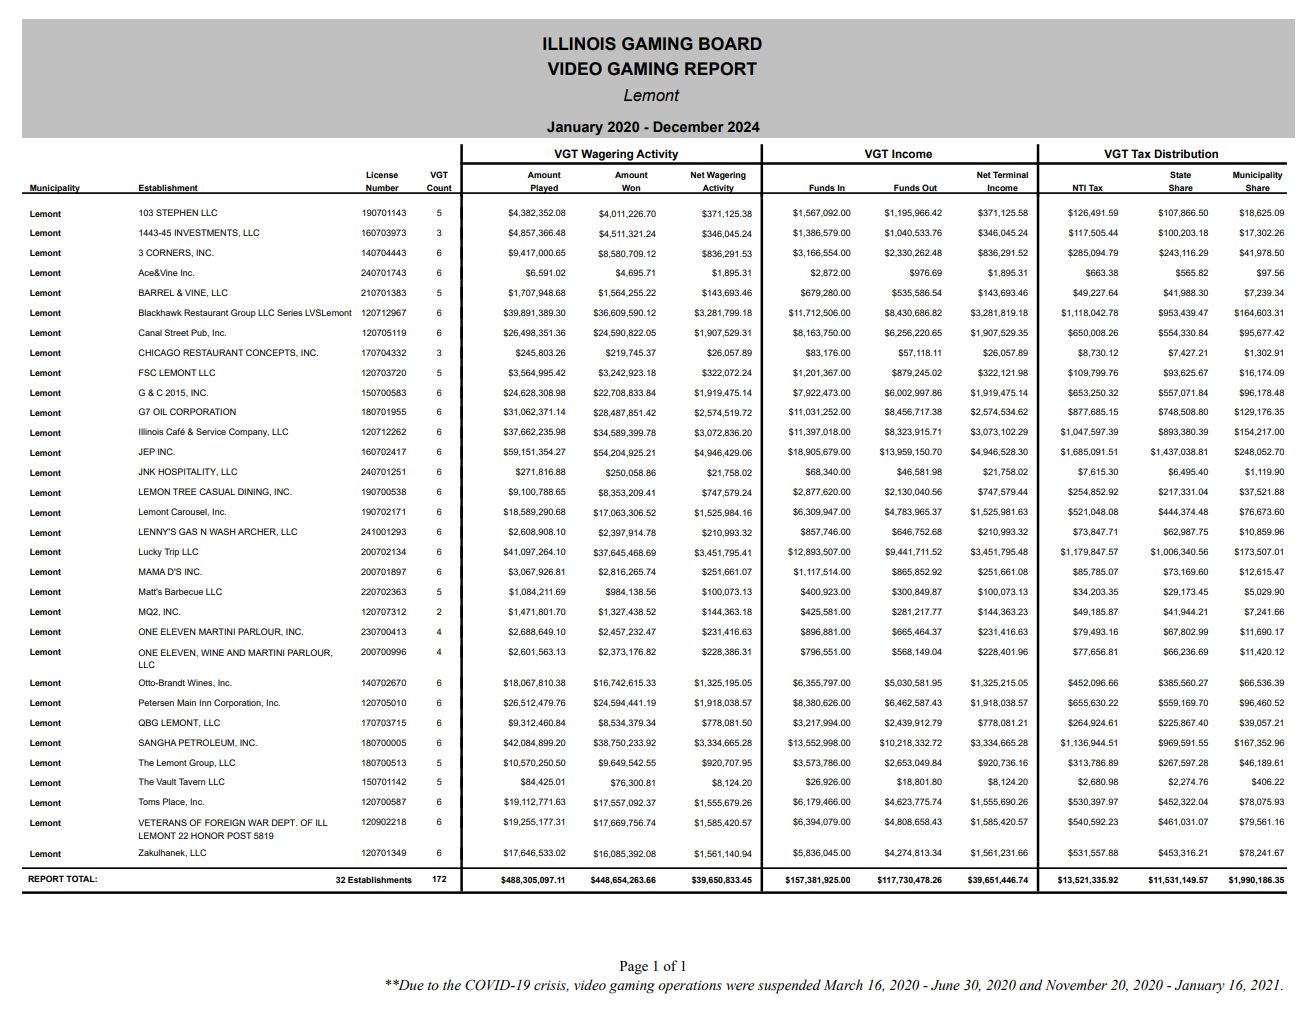 ILLINOIS GAMING BOARD
VIDEO GAMING REPORT
Lemont
January 2020 - December 2024
VGT Wagering Activity VGT Income VGT Tax Distribution
License VGT Amount Amount Net Wagering Net Terminal State Municipality
Municipality Establishment Number Count Played Won Activity Funds In Funds Out Income NTI Tax Share Share
Lemont 103 STEPHEN LLC 190701143 5 $4,382,352.08 $4,011,226.70 $371,125.38 $1,567,092.00 $1,195,966.42 $371,125.58 $126,491.59 $107,866.50 $18,625.09
Lemont 1443-45 INVESTMENTS, LLC 160703973 3 $4,857,366.48 $4,511,321.24 $346,045.24 $1,386,579.00 $1,040,533.76 $346,045.24 $117,505.44 $100,203.18 $17,302.26
Lemont 3 CORNERS, INC. 140704443 6 $9,417,000.65 $8,580,709.12 $836,291.53 $3,166,554.00 $2,330,262.48 $836,291.52 $285,094.79 $243,116.29 $41,978.50
Lemont Ace&Vine Inc. 240701743 6 $6,591.02 $4,695.71 $1,895.31 $2,872.00 $976.69 $1,895.31 $663.38 $565.82 $97.56
Lemont BARREL & VINE, LLC 210701383 5 $1,707,948.68 $1,564,255.22 $143,693.46 $679,280.00 $535,586.54 $143,693.46 $49,227.64 $41,988.30 $7,239.34
Lemont Blackhawk Restaurant Group LLC Series LVSLemont 120712967 6 $39,891,389.30 $36,609,590.12 $3,281,799.18 $11,712,506.00 $8,430,686.82 $3,281,819.18 $1,118,042.78 $953,439.47 $164,603.31
Lemont Canal Street Pub, Inc. 120705119 6 $26,498,351.36 $24,590,822.05 $1,907,529.31 $8,163,750.00 $6,256,220.65 $1,907,529.35 $650,008.26 $554,330.84 $95,677.42
Lemont CHICAGO RESTAURANT CONCEPTS, INC. 170704332 3 $245,803.26 $219,745.37 $26,057.89 $83,176.00 $57,118.11 $26,057.89 $8,730.12 $7,427.21 $1,302.91
Lemont FSC LEMONT LLC 120703720 5 $3,564,995.42 $3,242,923.18 $322,072.24 $1,201,367.00 $879,245.02 $322,121.98 $109,799.76 $93,625.67 $16,174.09
Lemont G & C 2015, INC. 150700583 6 $24,628,308.98 $22,708,833.84 $1,919,475.14 $7,922,473.00 $6,002,997.86 $1,919,475.14 $653,250.32 $557,071.84 $96,178.48
Lemont G7 OIL CORPORATION 180701955 6 $31,062,371.14 $28,487,851.42 $2,574,519.72 $11,031,252.00 $8,456,717.38 $2,574,534.62 $877,685.15 $748,508.80 $129,176.35
Lemont Illinois Café & Service Company, LLC 120712262 6 $37,662,235.98 $34,589,399.78 $3,072,836.20 $11,397,018.00 $8,323,915.71 $3,073,102.29 $1,047,597.39 $893,380.39 $154,217.00
Lemont JEP INC. 160702417 6 $59,151,354.27 $54,204,925.21 $4,946,429.06 $18,905,679.00 $13,959,150.70 $4,946,528.30 $1,685,091.51 $1,437,038.81 $248,052.70
Lemont JNK HOSPITALITY, LLC 240701251 6 $271,816.88 $250,058.86 $21,758.02 $68,340.00 $46,581.98 $21,758.02 $7,615.30 $6,495.40 $1,119.90
Lemont LEMON TREE CASUAL DINING, INC. 190700538 6 $9,100,788.65 $8,353,209.41 $747,579.24 $2,877,620.00 $2,130,040.56 $747,579.44 $254,852.92 $217,331.04 $37,521.88
Lemont Lemont Carousel, Inc. 190702171 6 $18,589,290.68 $17,063,306.52 $1,525,984.16 $6,309,947.00 $4,783,965.37 $1,525,981.63 $521,048.08 $444,374.48 $76,673.60
Lemont LENNY'S GAS N WASH ARCHER, LLC 241001293 6 $2,608,908.10 $2,397,914.78 $210,993.32 $857,746.00 $646,752.68 $210,993.32 $73,847.71 $62,987.75 $10,859.96
Lemont Lucky Trip LLC 200702134 6 $41,097,264.10 $37,645,468.69 $3,451,795.41 $12,893,507.00 $9,441,711.52 $3,451,795.48 $1,179,847.57 $1,006,340.56 $173,507.01
Lemont MAMA D'S INC. 200701897 6 $3,067,926.81 $2,816,265.74 $251,661.07 $1,117,514.00 $865,852.92 $251,661.08 $85,785.07 $73,169.60 $12,615.47
Lemont Matt's Barbecue LLC 220702363 5 $1,084,211.69 $984,138.56 $100,073.13 $400,923.00 $300,849.87 $100,073.13 $34,203.35 $29,173.45 $5,029.90
Lemont MQ2, INC. 120707312 2 $1,471,801.70 $1,327,438.52 $144,363.18 $425,581.00 $281,217.77 $144,363.23 $49,185.87 $41,944.21 $7,241.66
Lemont ONE ELEVEN MARTINI PARLOUR, INC. 230700413 4 $2,688,649.10 $2,457,232.47 $231,416.63 $896,881.00 $665,464.37 $231,416.63 $79,493.16 $67,802.99 $11,690.17
Lemont ONE ELEVEN, WINE AND MARTINI PARLOUR, 200700996 4 $2,601,563.13 $2,373,176.82 $228,386.31 $796,551.00 $568,149.04 $228,401.96 $77,656.81 $66,236.69 $11,420.12
LLC
Lemont Otto-Brandt Wines, Inc. 140702670 6 $18,067,810.38 $16,742,615.33 $1,325,195.05 $6,355,797.00 $5,030,581.95 $1,325,215.05 $452,096.66 $385,560.27 $66,536.39
Lemont Petersen Main Inn Corporation, Inc. 120705010 6 $26,512,479.76 $24,594,441.19 $1,918,038.57 $8,380,626.00 $6,462,587.43 $1,918,038.57 $655,630.22 $559,169.70 $96,460.52
Lemont QBG LEMONT, LLC 170703715 6 $9,312,460.84 $8,534,379.34 $778,081.50 $3,217,994.00 $2,439,912.79 $778,081.21 $264,924.61 $225,867.40 $39,057.21
Lemont SANGHA PETROLEUM, INC. 180700005 6 $42,084,899.20 $38,750,233.92 $3,334,665.28 $13,552,998.00 $10,218,332.72 $3,334,665.28 $1,136,944.51 $969,591.55 $167,352.96
Lemont The Lemont Group, LLC 180700513 5 $10,570,250.50 $9,649,542.55 $920,707.95 $3,573,786.00 $2,653,049.84 $920,736.16 $313,786.89 $267,597.28 $46,189.61
Lemont The Vault Tavern LLC 150701142 5 $84,425.01 $76,300.81 $8,124.20 $26,926.00 $18,801.80 $8,124.20 $2,680.98 $2,274.76 $406.22
Lemont Toms Place, Inc. 120700587 6 $19,112,771.63 $17,557,092.37 $1,555,679.26 $6,179,466.00 $4,623,775.74 $1,555,690.26 $530,397.97 $452,322.04 $78,075.93
Lemont VETERANS OF FOREIGN WAR DEPT. OF ILL 120902218 6 $19,255,177.31 $17,669,756.74 $1,585,420.57 $6,394,079.00 $4,808,658.43 $1,585,420.57 $540,592.23 $461,031.07 $79,561.16
LEMONT 22 HONOR POST 5819
Lemont Zakulhanek, LLC 120701349 6 $17,646,533.02 $16,085,392.08 $1,561,140.94 $5,836,045.00 $4,274,813.34 $1,561,231.66 $531,557.88 $453,316.21 $78,241.67
REPORT TOTAL: 32 Establishments 172 $488,305,097.11 $448,654,263.66 $39,650,833.45 $157,381,925.00 $117,730,478.26 $39,651,446.74 $13,521,335.92 $11,531,149.57 $1,990,186.35
Page 1 of 1
**Due to the COVID-19 crisis, video gaming operations were suspended March 16, 2020 - June 30, 2020 and November 20, 2020 - January 16, 2021.